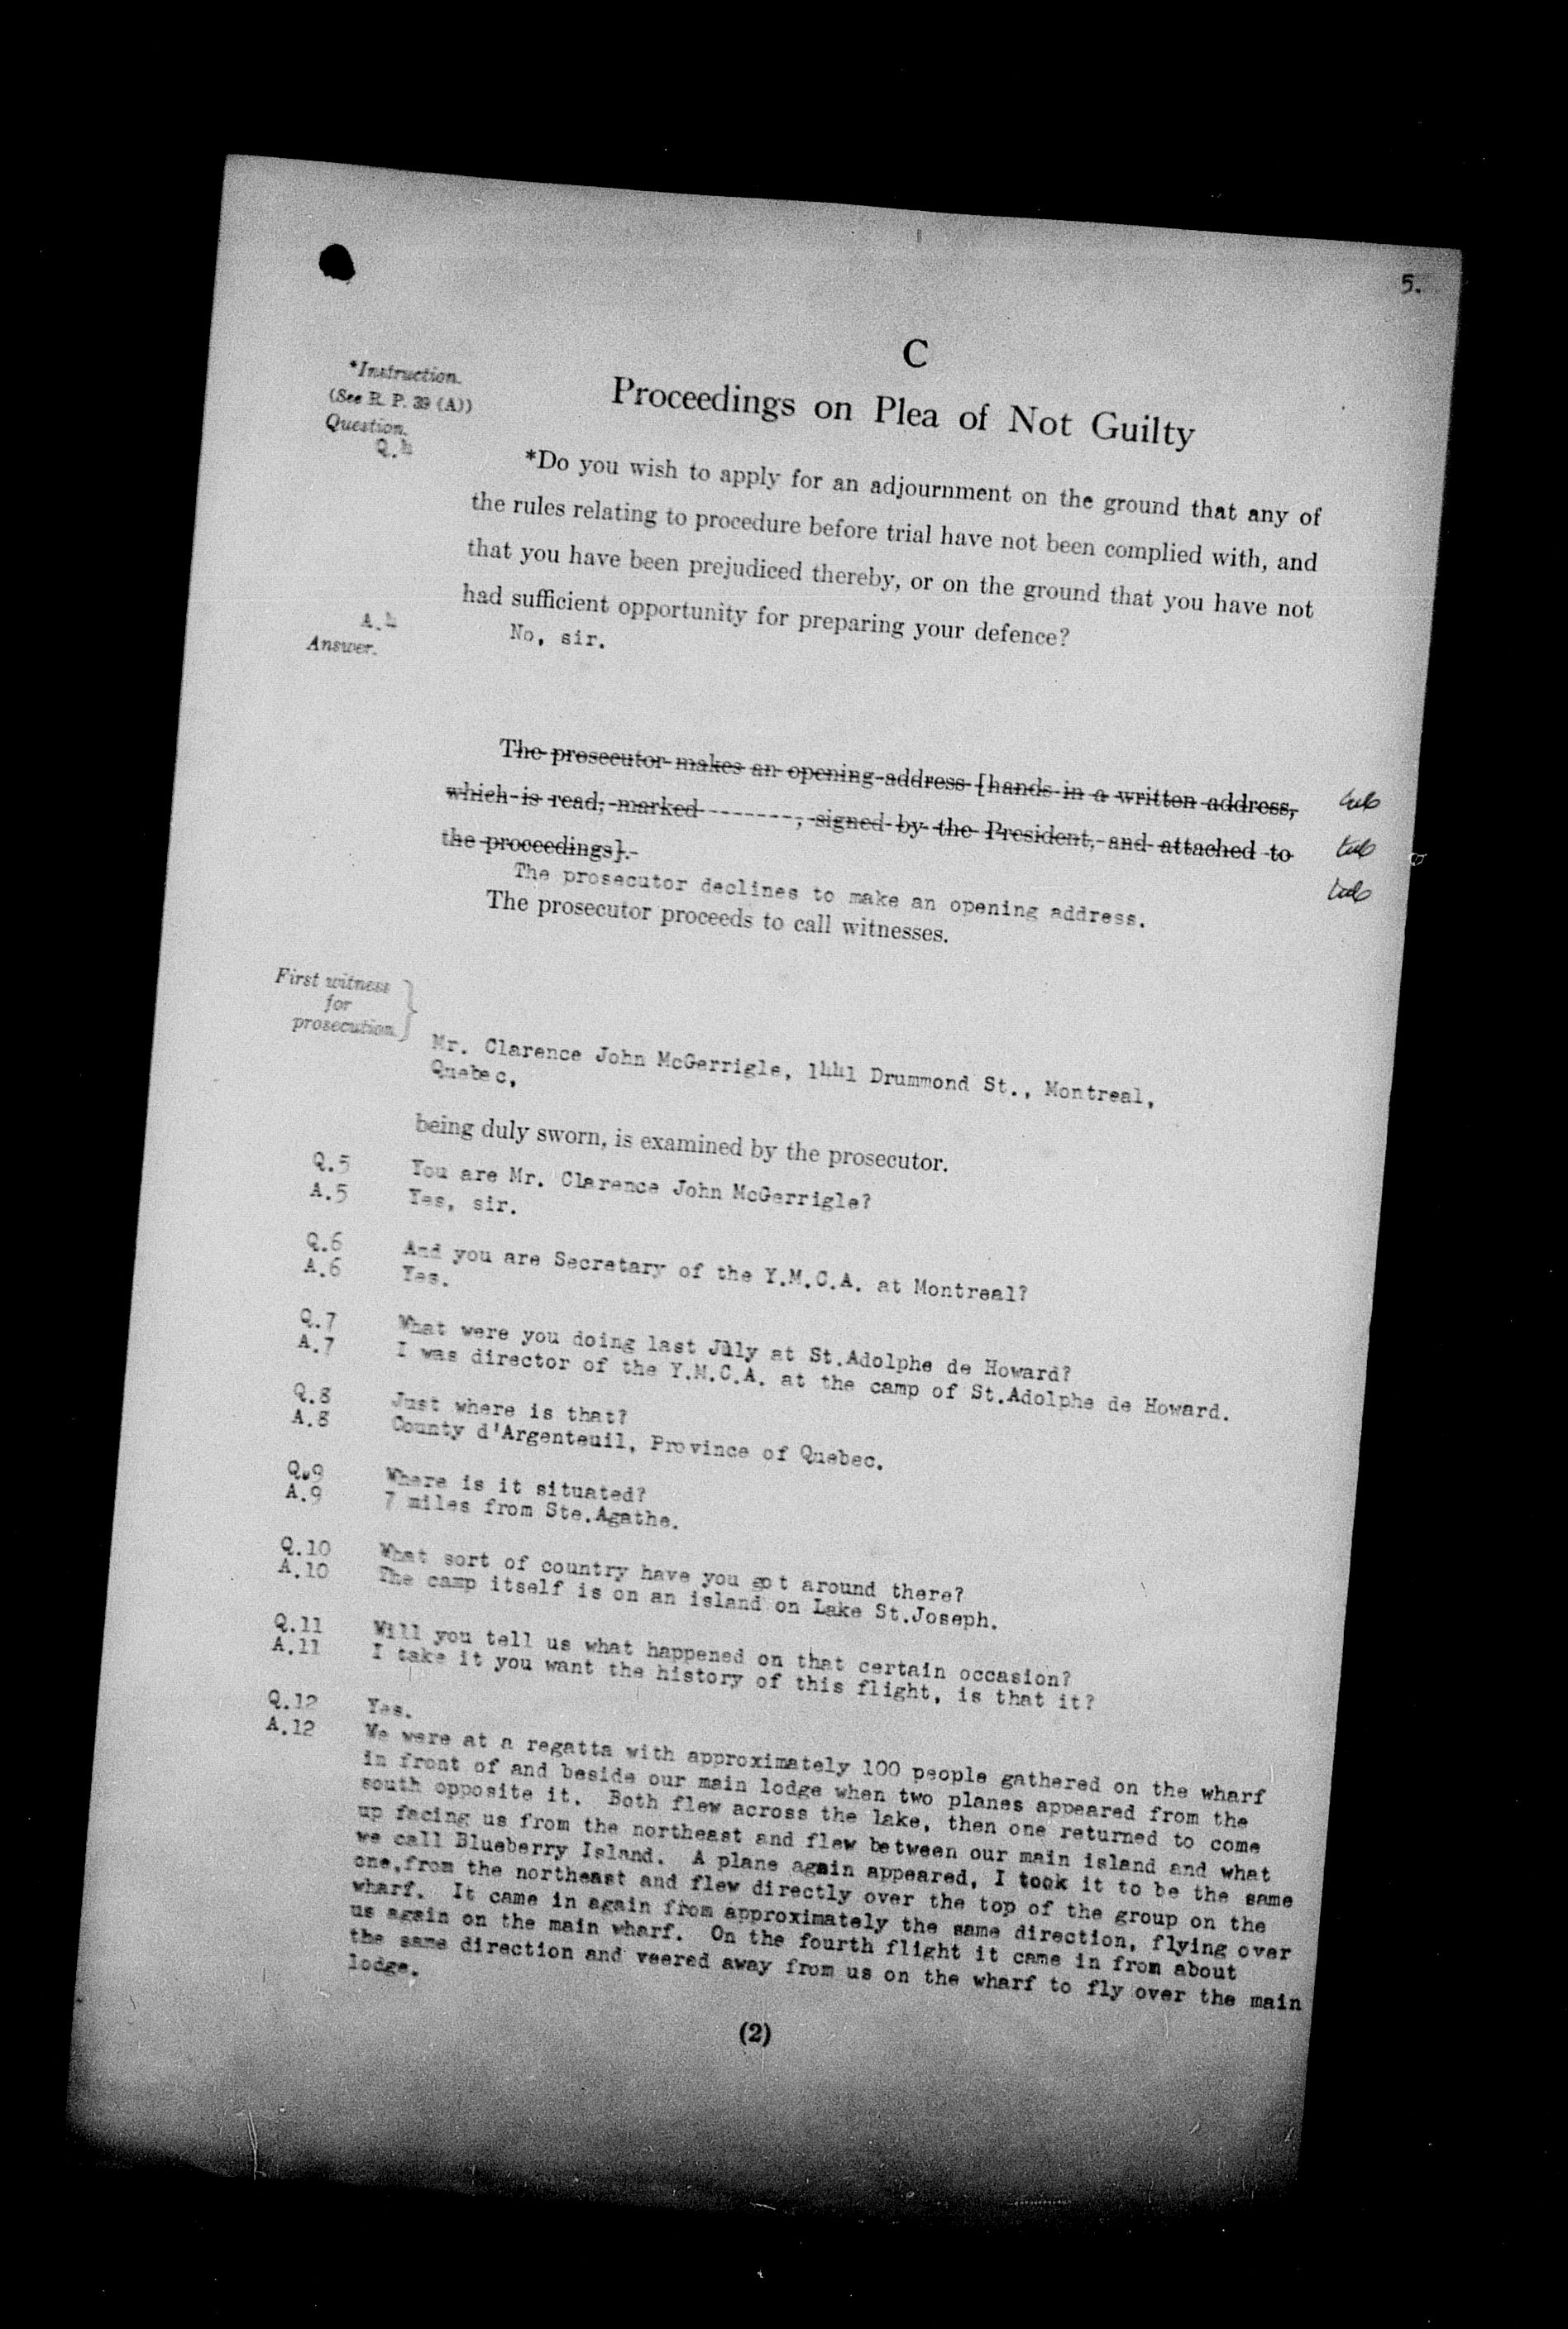 5.
C
Proceedings on Plea of Not Guilty
*Instruction.
(See R. P. 39 (A))
Question.
Q.4
*Do you wish to apply for an adjournment on the ground that any of
the rules relating to procedure before trial have not been complied with, and
that you have been prejudiced thereby, or on the ground that you have not
had sufficient opportunity for preparing your defence?
A.4
Answer.
No, sir.
The prosecutor makes an opening address [hands in a written address,
which is read, marked --------, signed by the President, and attached to
the proceedings].
The prosecutor declines to make an opening address.
The prosecutor proceeds to call witnesses.
First witness
for
prosecution.
Mr. Clarence John McGerrigle, 1441 Drummond St., Montreal,
Quebec,
being duly sworn, is examined by the prosecutor.
Q.5 You are Mr. Clarence John McGerrigle?
A.5 Yes, sir.
Q.6 And you are Secretary of the Y.M.C.A. at Montreal?
A.6 Yes.
Q.7 What were you doing last July at St.Adolphe de Howard?
A.7 I was director of the Y.M.C.A. at the camp of St.Adolphe de Howard.
Q.8 Just where is that?
A.8 County d'Argenteuil, Province of Quebec.
Q.9 Where is it situated?
A.9 7 miles from Ste.Agathe.
Q.10 What sort of country have you got around there?
A.10 The camp itself is on an island on Lake St.Joseph.
Q.11 Will you tell us what happened on that certain occasion?
A.11 I take it you want the history of this flight, is that it?
Q.12 Yes.
A.12 We were at a regatta with approximately 100 people gathered on the wharf
in front of and beside our main lodge when two planes appeared from the
south opposite it. Both flew across the lake, then one returned to come
up facing us from the northeast and flew between our main island and what
we call Blueberry Island. A plane again appeared, I took it to be the same
one,from the northeast and flew directly over the top of the group on the
wharf. It came in again from approximately the same direction, flying over
us again on the main wharf. On the fourth flight it came in from about
the same direction and veered away from us on the wharf to fly over the main
lodge.
(2)